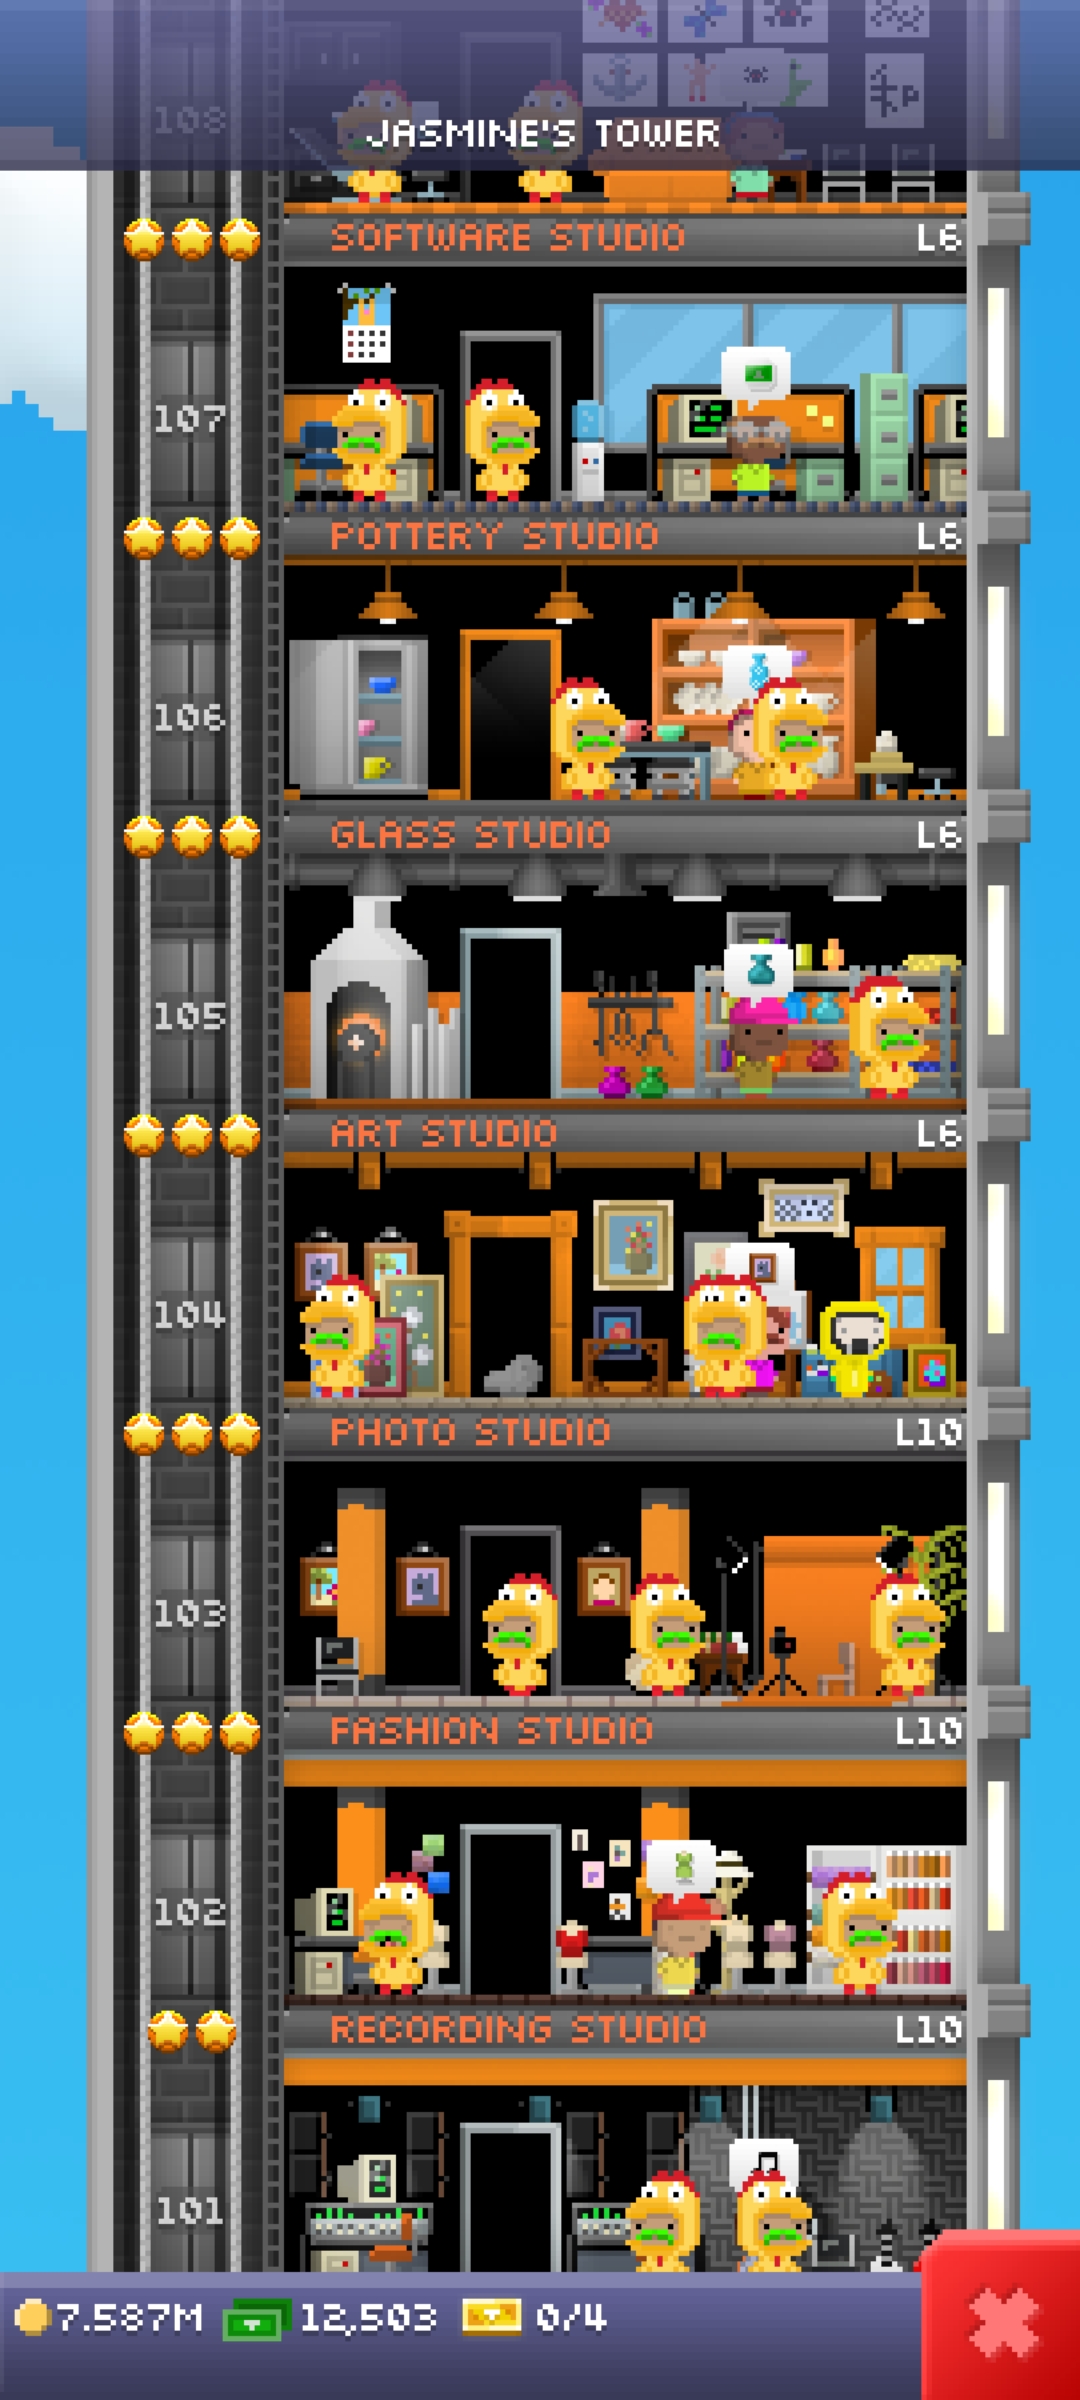 108
JASMINE'S TOWER
SOFTWARE STUDIO L6
107
POTTERY STUDIO L6
106
GLASS STUDIO L6
105
ART STUDIO L6
104
PHOTO STUDIO L10
103
FASHION STUDIO L10
102
RECORDING STUDIO L10
101
7.587M 12,503 0/4